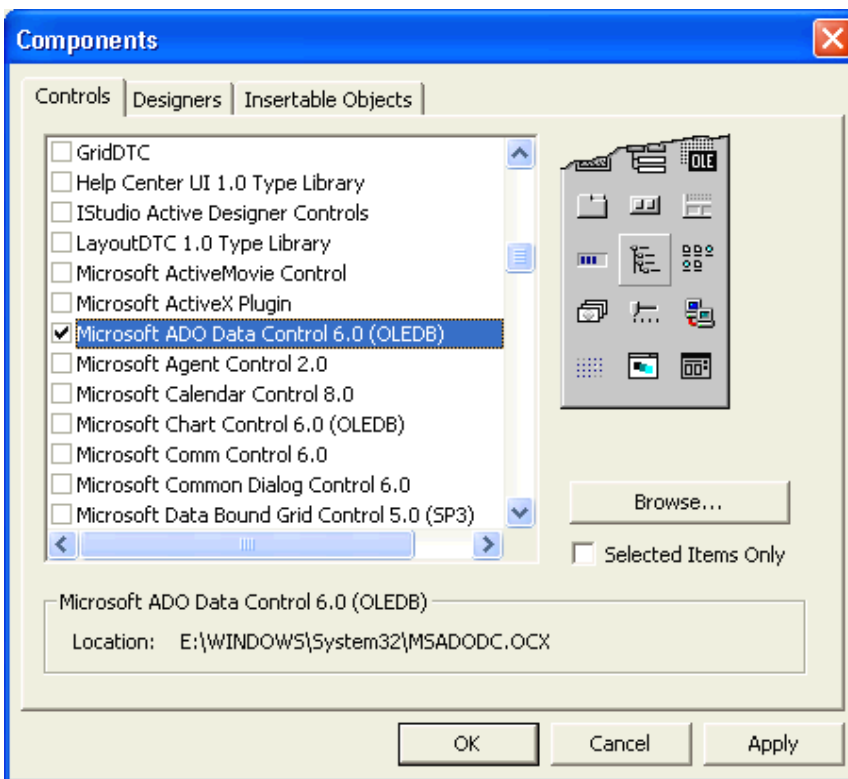 Components
Controls Designers Insertable Objects
GridDTC
Help Center UI 1.0 Type Library
IStudio Active Designer Controls
LayoutDTC 1.0 Type Library
Microsoft ActiveMovie Control
Microsoft ActiveX Plugin
Microsoft ADO Data Control 6.0 (OLEDB)
Microsoft Agent Control 2.0
Microsoft Calendar Control 8.0
Microsoft Chart Control 6.0 (OLEDB)
Microsoft Comm Control 6.0
Microsoft Common Dialog Control 6.0
Microsoft Data Bound Grid Control 5.0 (SP3)
OLE
Browse...
Selected Items Only
Microsoft ADO Data Control 6.0 (OLEDB)
Location: E:\WINDOWS\System32\MSADODC.OCX
OK Cancel Apply